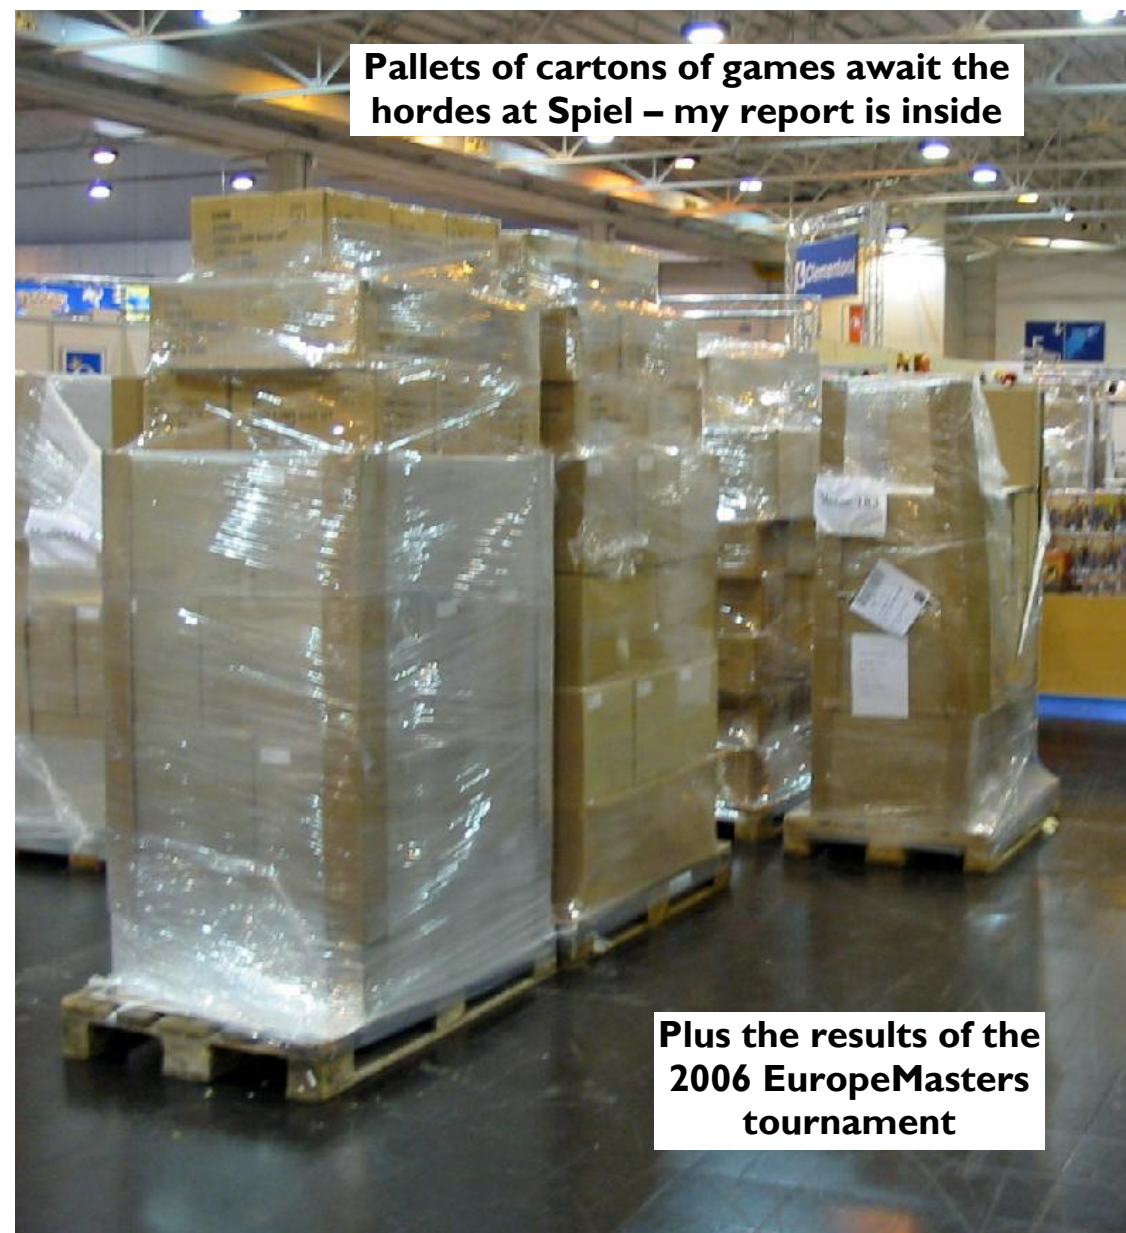 Pallets of cartons of games await the
hordes at Spiel – my report is inside
Clementoni
Plus the results of the
2006 EuropeMasters
tournament